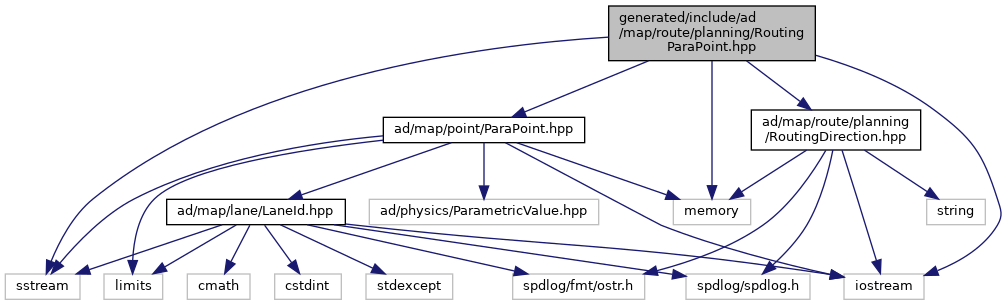 generated/include/ad
/map/route/planning/Routing
ParaPoint.hpp
ad/map/point/ParaPoint.hpp
ad/map/route/planning
/RoutingDirection.hpp
ad/map/lane/LaneId.hpp
ad/physics/ParametricValue.hpp
memory
string
sstream
limits
cmath
cstdint
stdexcept
spdlog/fmt/ostr.h
spdlog/spdlog.h
iostream